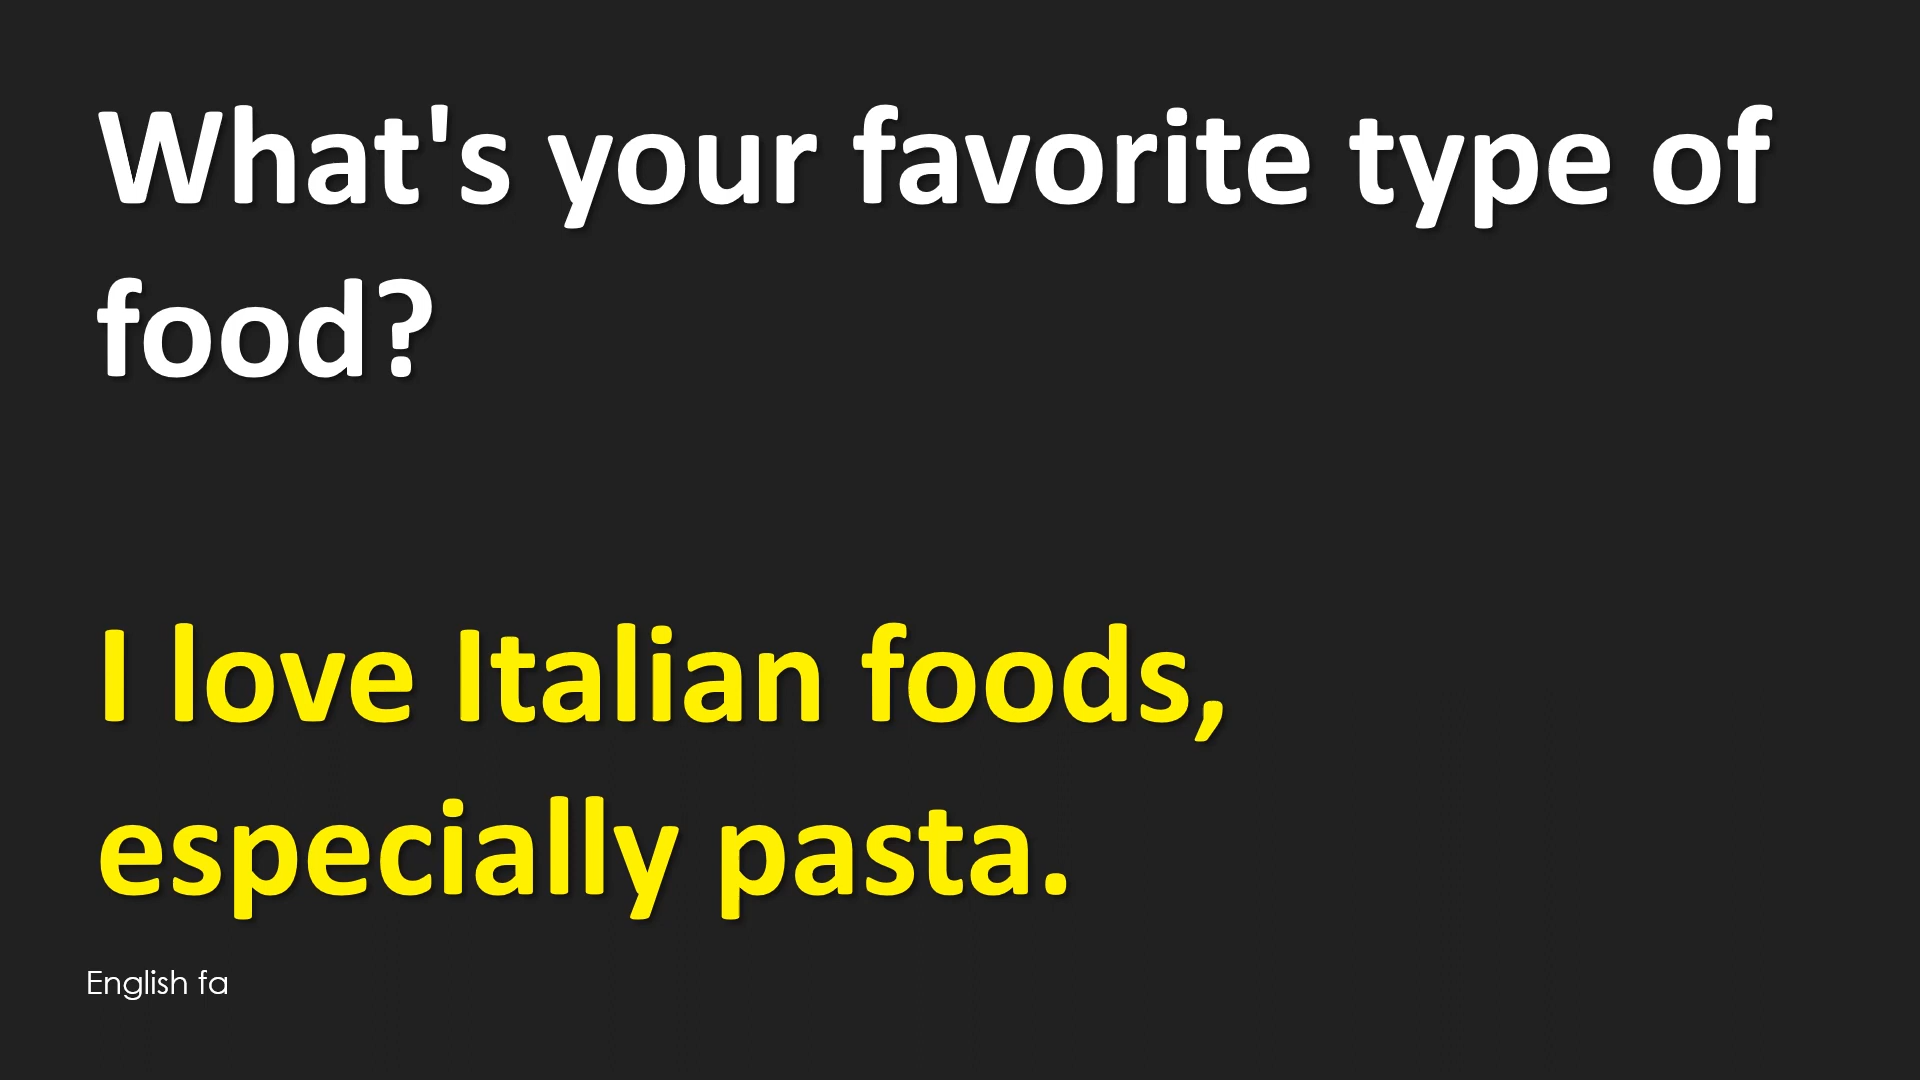 What's your favorite type of
food?
I love Italian foods,
especially pasta.
English fa